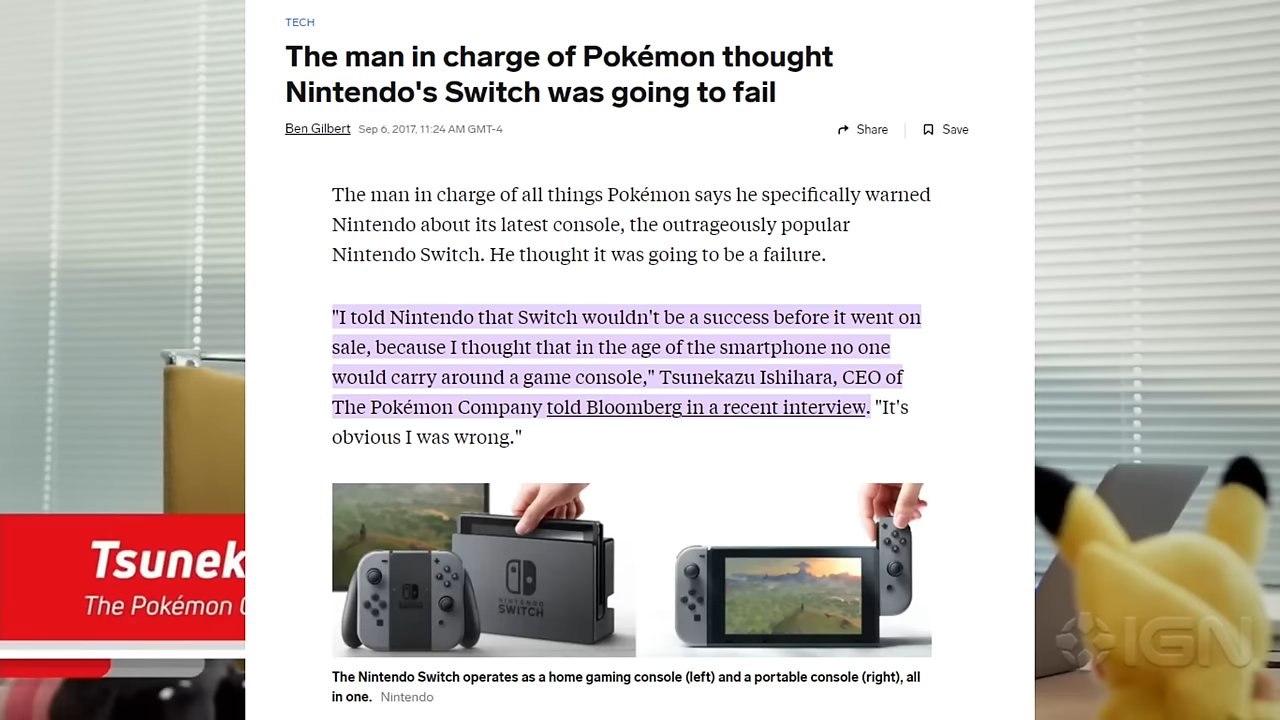 TECH
The man in charge of Pokémon thought
Nintendo's Switch was going to fail
Ben Gilbert Sep 6, 2017, 11:24 AM GMT-4
Share
Save
The man in charge of all things Pokémon says he specifically warned
Nintendo about its latest console, the outrageously popular
Nintendo Switch. He thought it was going to be a failure.
"I told Nintendo that Switch wouldn't be a success before it went on
sale, because I thought that in the age of the smartphone no one
would carry around a game console," Tsunekazu Ishihara, CEO of
The Pokémon Company told Bloomberg in a recent interview. "It's
obvious I was wrong."
NINTENDO
SWITCH
The Nintendo Switch operates as a home gaming console (left) and a portable console (right), all
in one. Nintendo
Tsunek
The Pokémon
IGN